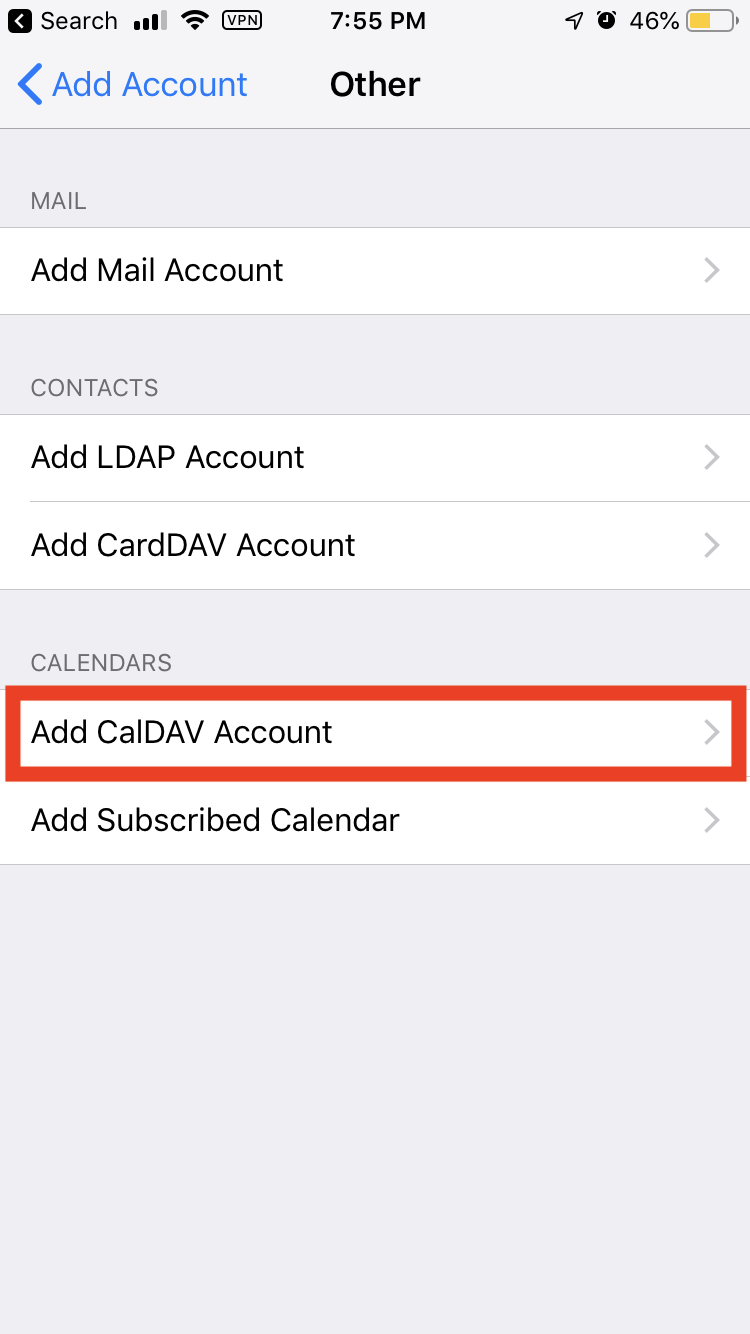 Search VPN 7:55 PM 46%
Add Account Other
MAIL
Add Mail Account
CONTACTS
Add LDAP Account
Add CardDAV Account
CALENDARS
Add CalDAV Account
Add Subscribed Calendar